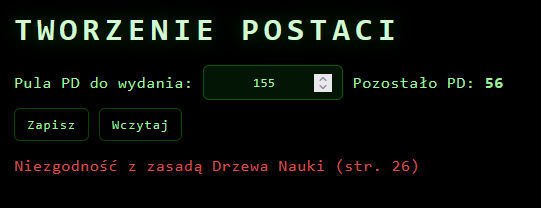 TWORZENIE POSTACI
Pula PD do wydania: 155 Pozostało PD: 56
Zapisz Wczytaj
Niezgodność z zasadą Drzewa Nauki (str. 26)